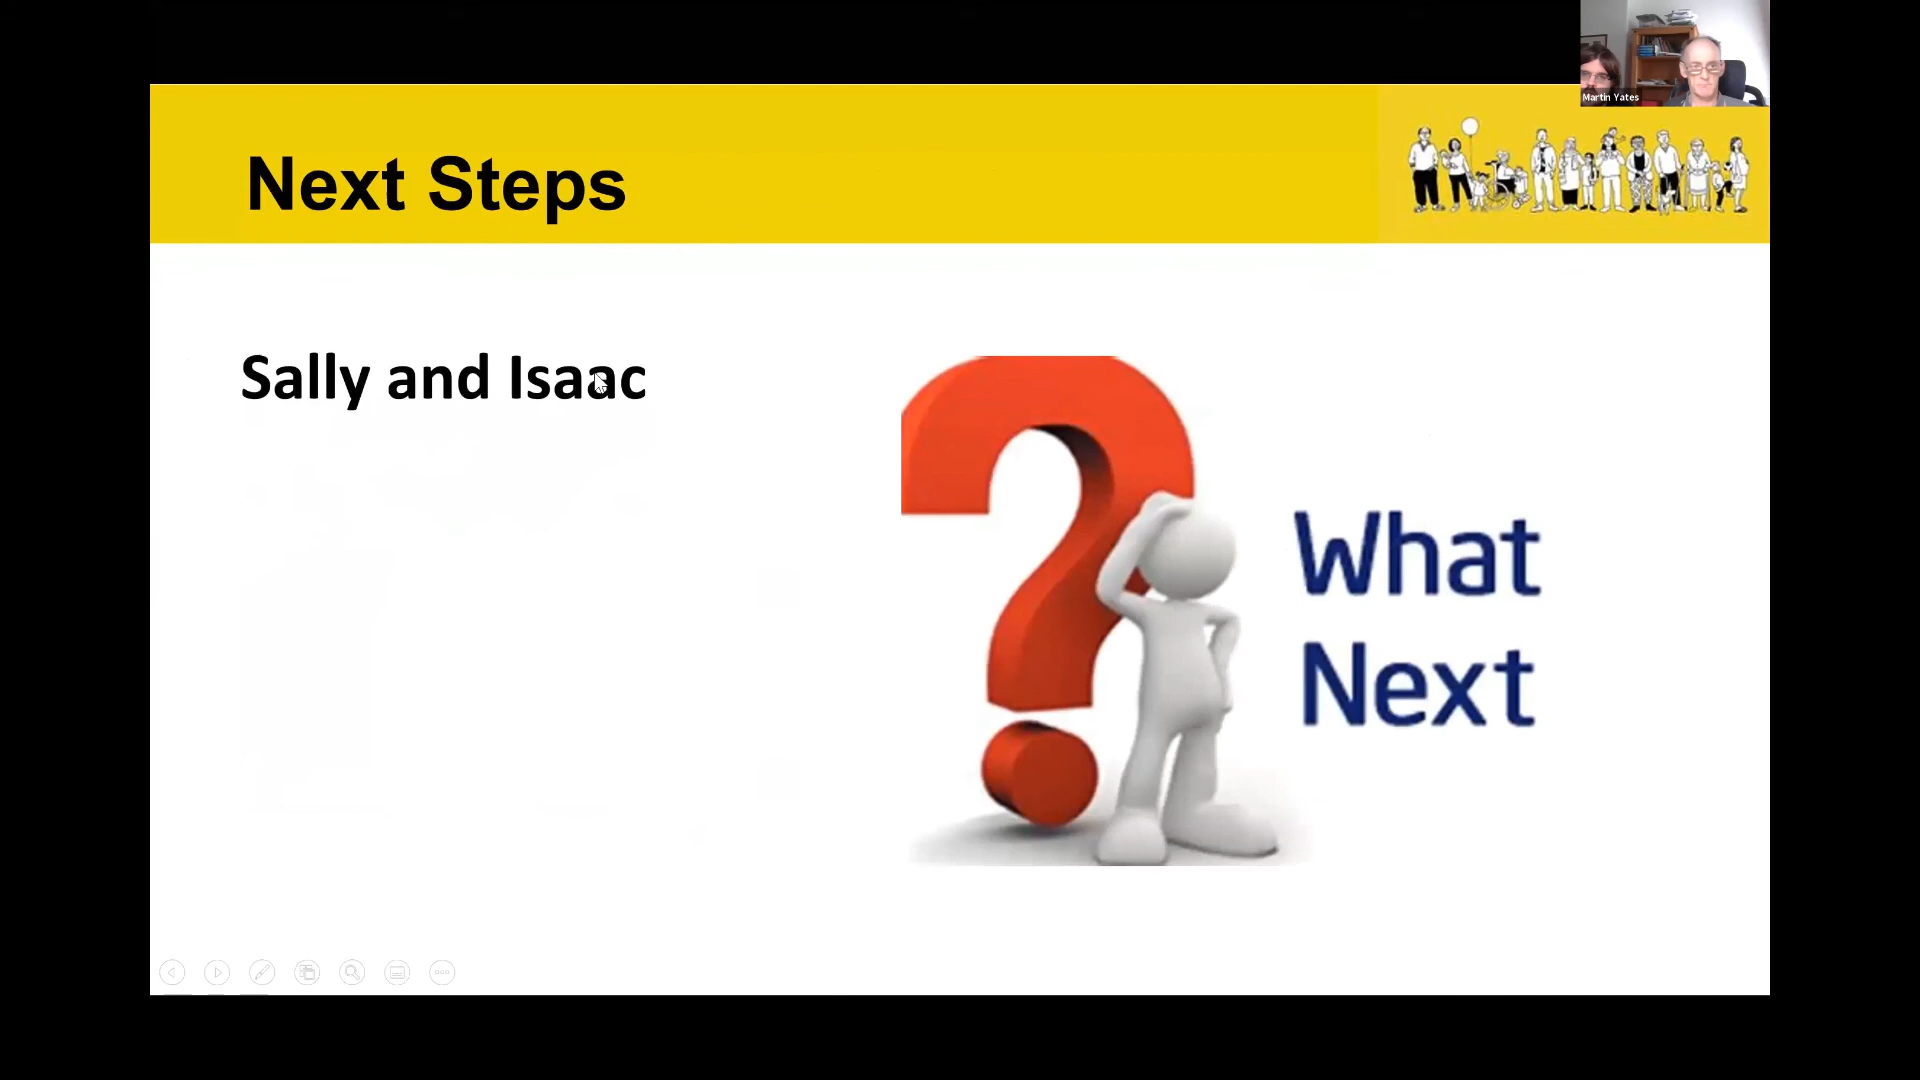 Martin Yates
Next Steps
Sally and Isaac
What
Next